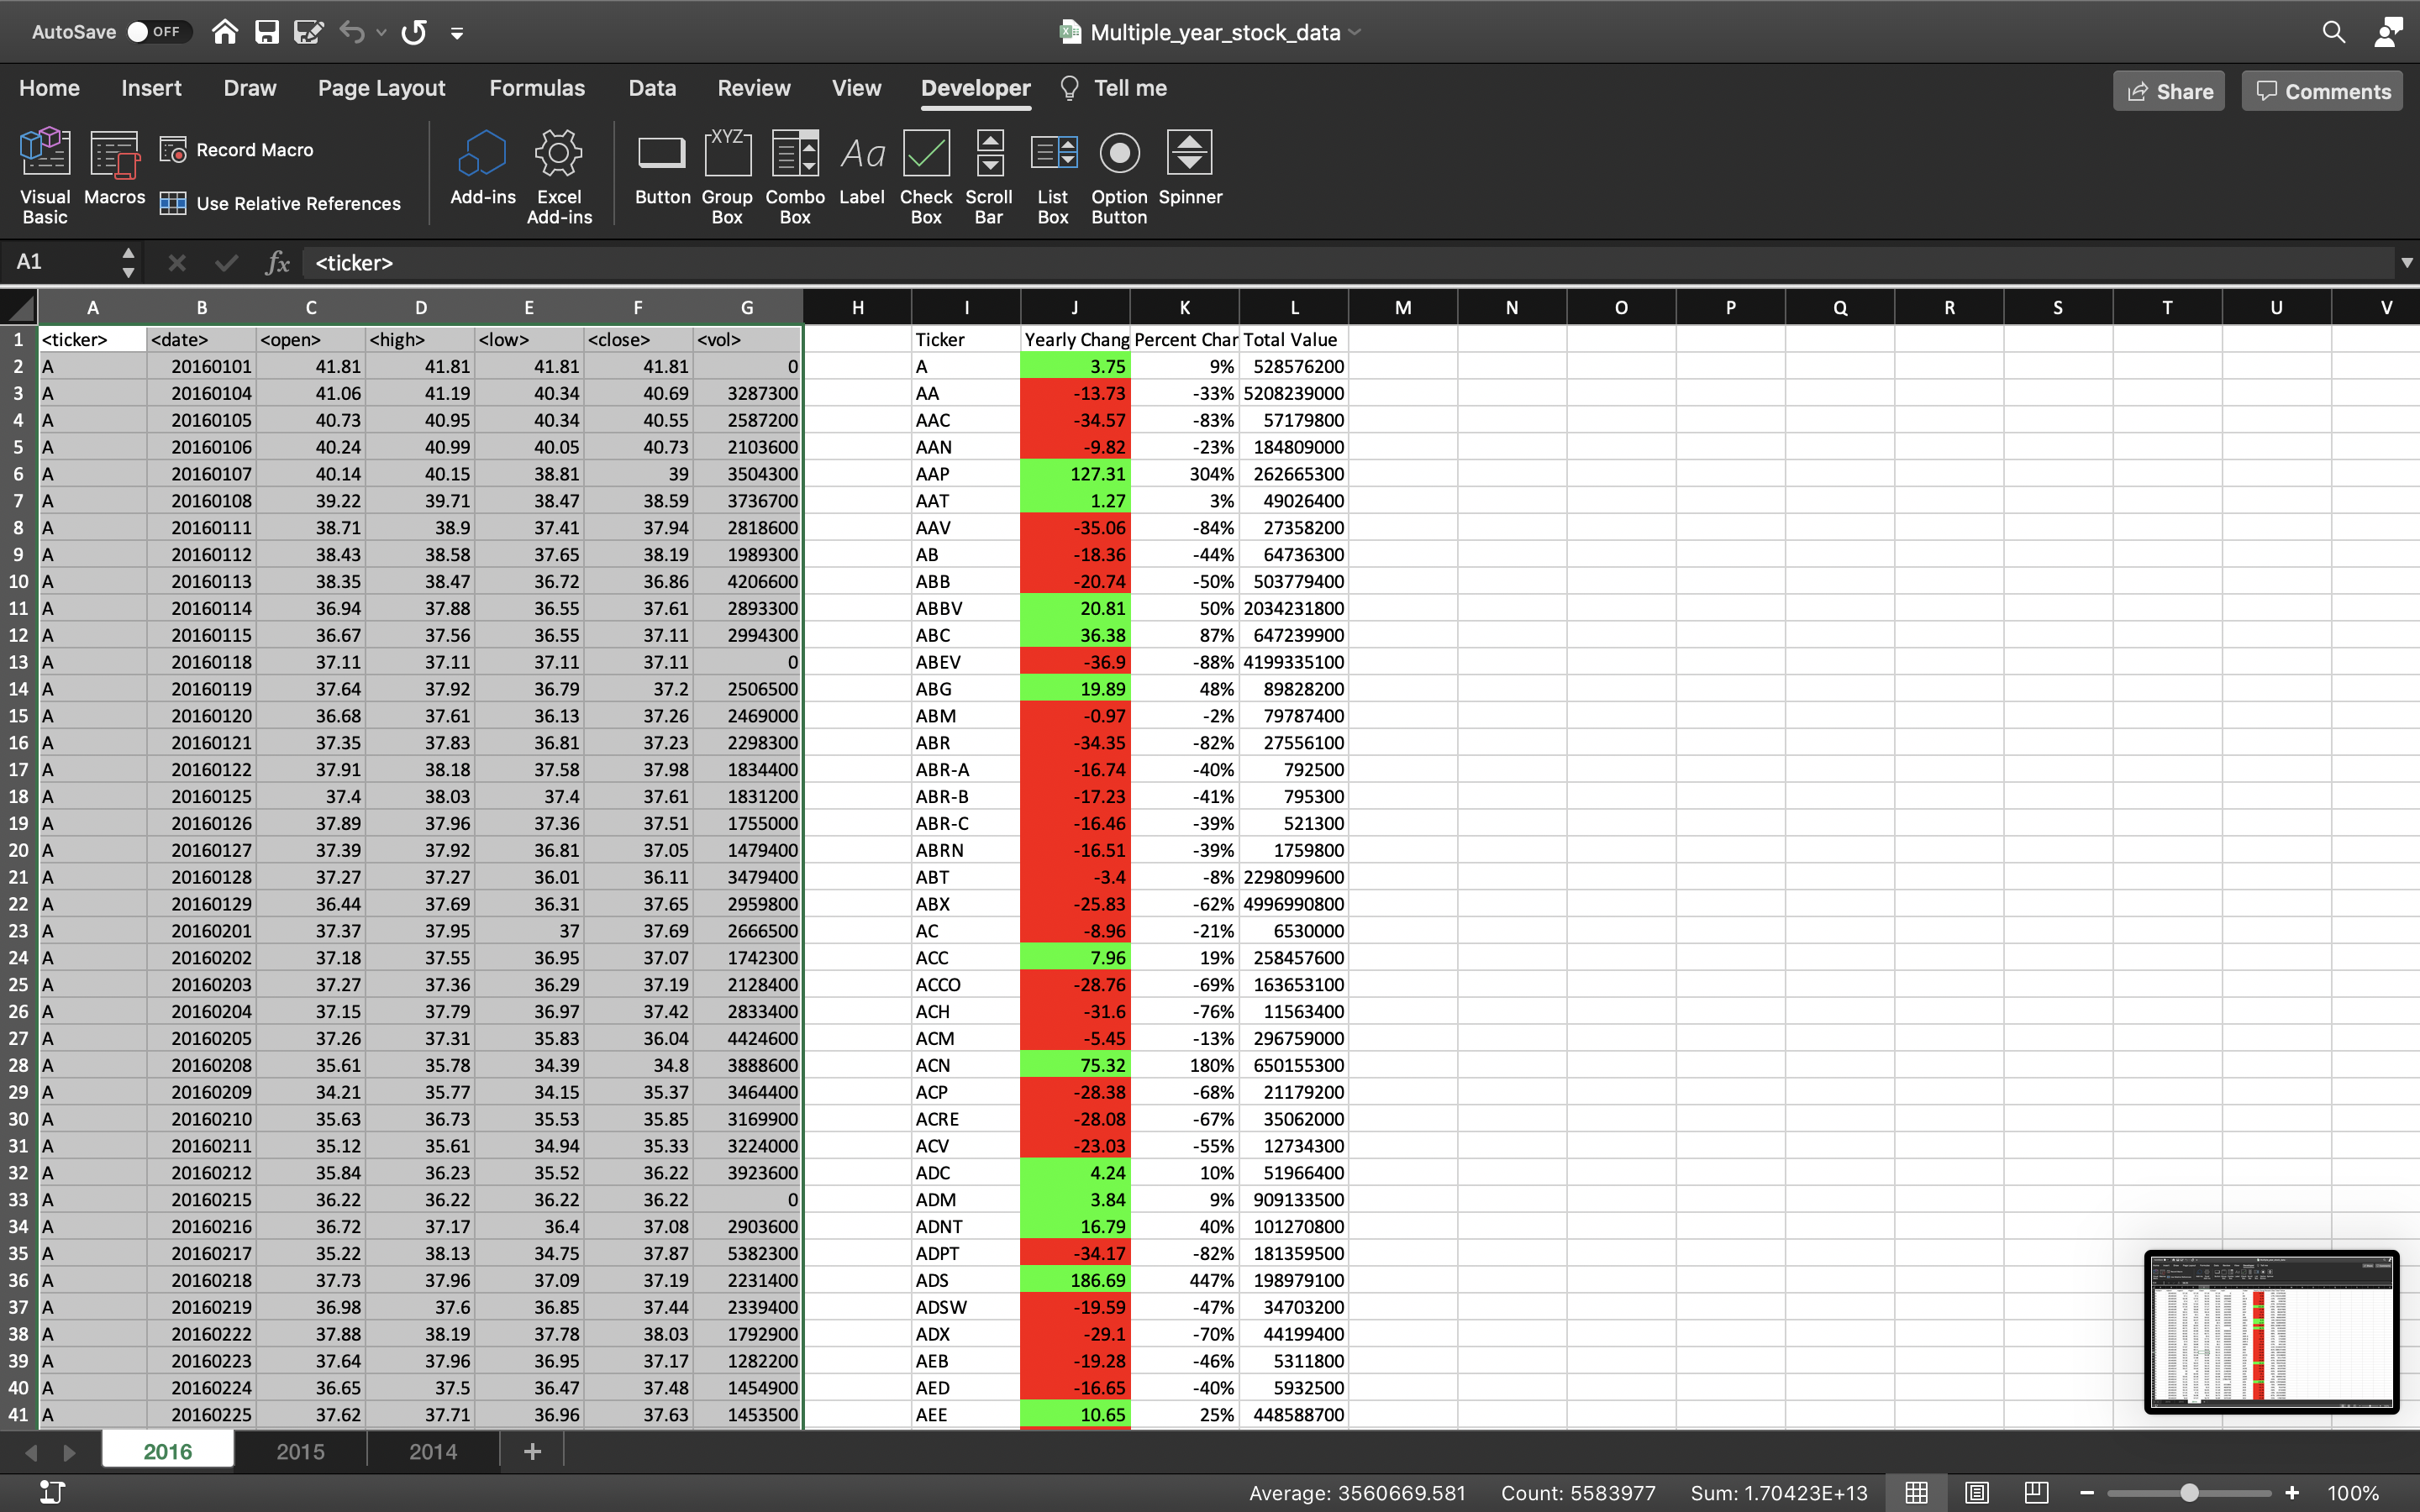 AutoSave OFF Multiple_year_stock_data
Home Insert Draw Page Layout Formulas Data Review View Developer Tell me Share Comments
Visual Basic Macros Record Macro Use Relative References Add-ins Excel Add-ins Button XYZ Group Box Combo Box Aa Label Check Box Scroll Bar List Box Option Button Spinner
A1 fx <ticker>
A B C D E F G H I J K L M N O P Q R S T U V
1 <ticker> <date> <open> <high> <low> <close> <vol> Ticker Yearly Chang Percent Char Total Value
2 A 20160101 41.81 41.81 41.81 41.81 0 A 3.75 9% 528576200
3 A 20160104 41.06 41.19 40.34 40.69 3287300 AA -13.73 -33% 5208239000
4 A 20160105 40.73 40.95 40.34 40.55 2587200 AAC -34.57 -83% 57179800
5 A 20160106 40.24 40.99 40.05 40.73 2103600 AAN -9.82 -23% 184809000
6 A 20160107 40.14 40.15 38.81 39 3504300 AAP 127.31 304% 262665300
7 A 20160108 39.22 39.71 38.47 38.59 3736700 AAT 1.27 3% 49026400
8 A 20160111 38.71 38.9 37.41 37.94 2818600 AAV -35.06 -84% 27358200
9 A 20160112 38.43 38.58 37.65 38.19 1989300 AB -18.36 -44% 64736300
10 A 20160113 38.35 38.47 36.72 36.86 4206600 ABB -20.74 -50% 503779400
11 A 20160114 36.94 37.88 36.55 37.61 2893300 ABBV 20.81 50% 2034231800
12 A 20160115 36.67 37.56 36.55 37.11 2994300 ABC 36.38 87% 647239900
13 A 20160118 37.11 37.11 37.11 37.11 0 ABEV -36.9 -88% 4199335100
14 A 20160119 37.64 37.92 36.79 37.2 2506500 ABG 19.89 48% 89828200
15 A 20160120 36.68 37.61 36.13 37.26 2469000 ABM -0.97 -2% 79787400
16 A 20160121 37.35 37.83 36.81 37.23 2298300 ABR -34.35 -82% 27556100
17 A 20160122 37.91 38.18 37.58 37.98 1834400 ABR-A -16.74 -40% 792500
18 A 20160125 37.4 38.03 37.4 37.61 1831200 ABR-B -17.23 -41% 795300
19 A 20160126 37.89 37.96 37.36 37.51 1755000 ABR-C -16.46 -39% 521300
20 A 20160127 37.39 37.92 36.81 37.05 1479400 ABRN -16.51 -39% 1759800
21 A 20160128 37.27 37.27 36.01 36.11 3479400 ABT -3.4 -8% 2298099600
22 A 20160129 36.44 37.69 36.31 37.65 2959800 ABX -25.83 -62% 4996990800
23 A 20160201 37.37 37.95 37 37.69 2666500 AC -8.96 -21% 6530000
24 A 20160202 37.18 37.55 36.95 37.07 1742300 ACC 7.96 19% 258457600
25 A 20160203 37.27 37.36 36.29 37.19 2128400 ACCO -28.76 -69% 163653100
26 A 20160204 37.15 37.79 36.97 37.42 2833400 ACH -31.6 -76% 11563400
27 A 20160205 37.26 37.31 35.83 36.04 4424600 ACM -5.45 -13% 296759000
28 A 20160208 35.61 35.78 34.39 34.8 3888600 ACN 75.32 180% 650155300
29 A 20160209 34.21 35.77 34.15 35.37 3464400 ACP -28.38 -68% 21179200
30 A 20160210 35.63 36.73 35.53 35.85 3169900 ACRE -28.08 -67% 35062000
31 A 20160211 35.12 35.61 34.94 35.33 3224000 ACV -23.03 -55% 12734300
32 A 20160212 35.84 36.23 35.52 36.22 3923600 ADC 4.24 10% 51966400
33 A 20160215 36.22 36.22 36.22 36.22 0 ADM 3.84 9% 909133500
34 A 20160216 36.72 37.17 36.4 37.08 2903600 ADNT 16.79 40% 101270800
35 A 20160217 35.22 38.13 34.75 37.87 5382300 ADPT -34.17 -82% 181359500
36 A 20160218 37.73 37.96 37.09 37.19 2231400 ADS 186.69 447% 198979100
37 A 20160219 36.98 37.6 36.85 37.44 2339400 ADSW -19.59 -47% 34703200
38 A 20160222 37.88 38.19 37.78 38.03 1792900 ADX -29.1 -70% 44199400
39 A 20160223 37.64 37.96 36.95 37.17 1282200 AEB -19.28 -46% 5311800
40 A 20160224 36.65 37.5 36.47 37.48 1454900 AED -16.65 -40% 5932500
41 A 20160225 37.62 37.71 36.96 37.63 1453500 AEE 10.65 25% 448588700
2016 2015 2014 +
Average: 3560669.581 Count: 5583977 Sum: 1.70423E+13 100%